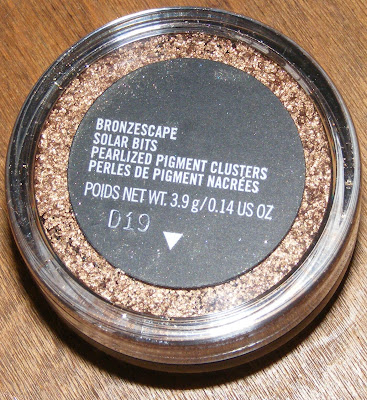 BRONZESCAPE
SOLAR BITS
PEARLIZED PIGMENT CLUSTERS
PERLES DE PIGMENT NACRÉES
POIDS NET WT. 3.9 g/0.14 US OZ
D19